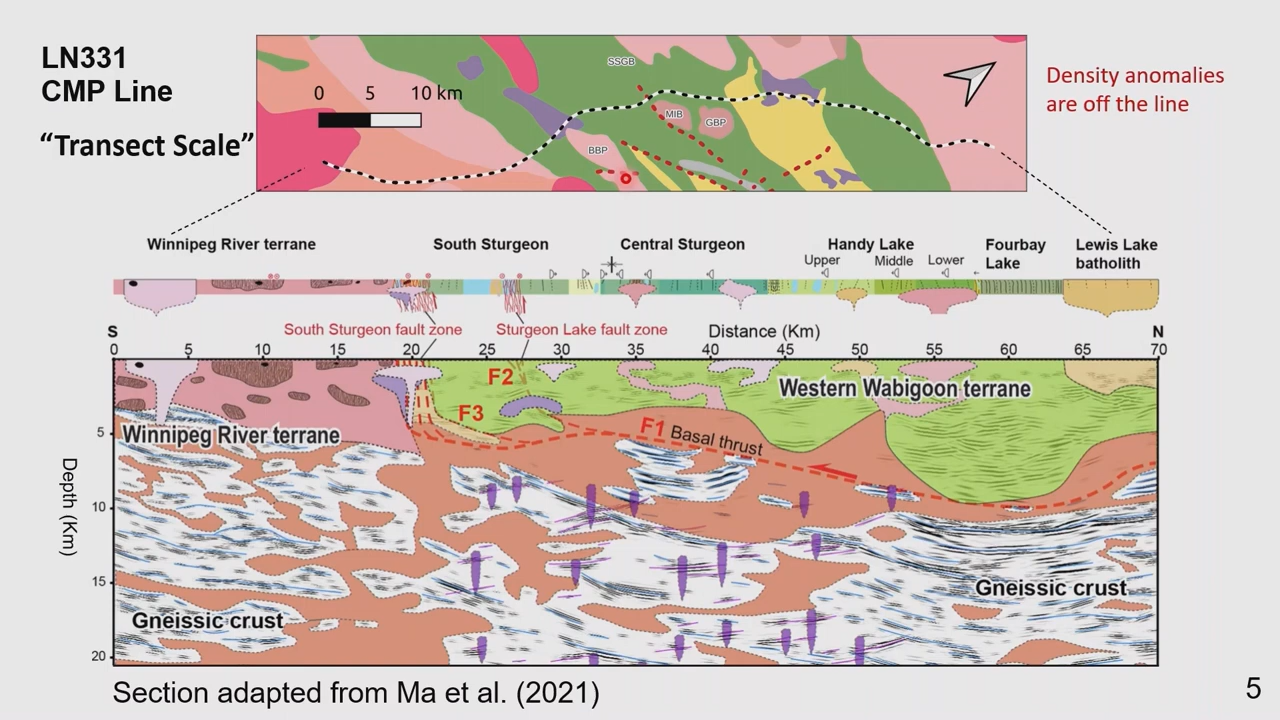 LN331
CMP Line
“Transect Scale”
0 5 10 km
SSGB
MIB
GBP
BBP
Density anomalies
are off the line
Winnipeg River terrane
South Sturgeon
Central Sturgeon
Handy Lake
Upper
Middle
Lower
Fourbay
Lake
Lewis Lake
batholith
South Sturgeon fault zone
Sturgeon Lake fault zone
Distance (Km)
S
N
0 5 10 15 20 25 30 35 40 45 50 55 60 65 70
F2
F3
F1 Basal thrust
Western Wabigoon terrane
Winnipeg River terrane
Depth (Km)
5
10
15
20
Gneissic crust
Gneissic crust
Section adapted from Ma et al. (2021)
5